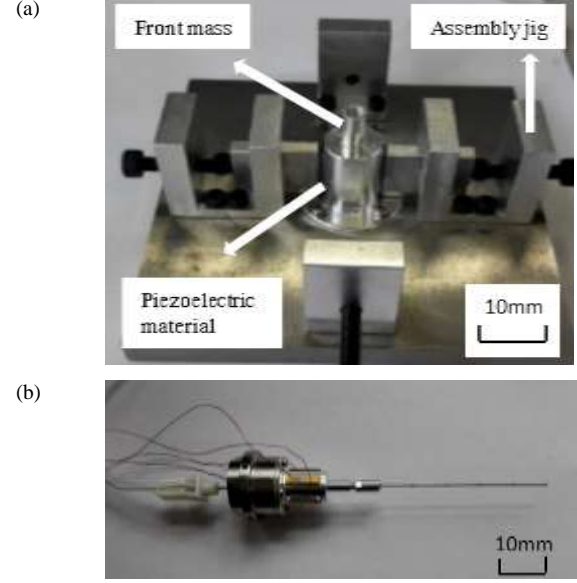 (a)
Front mass
Assembly jig
Piezoelectric
material
10mm
(b)
10mm